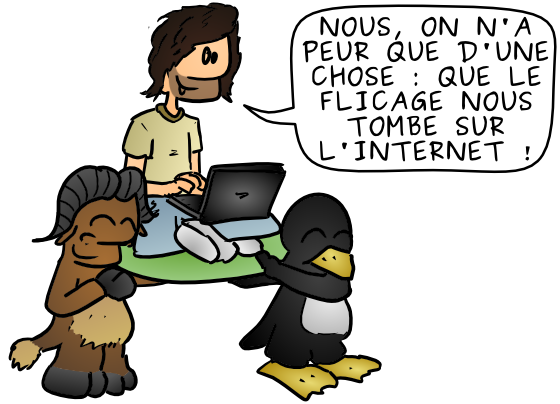 NOUS, ON N'A
PEUR QUE D'UNE
CHOSE : QUE LE
FLICAGE NOUS
TOMBE SUR
L'INTERNET !